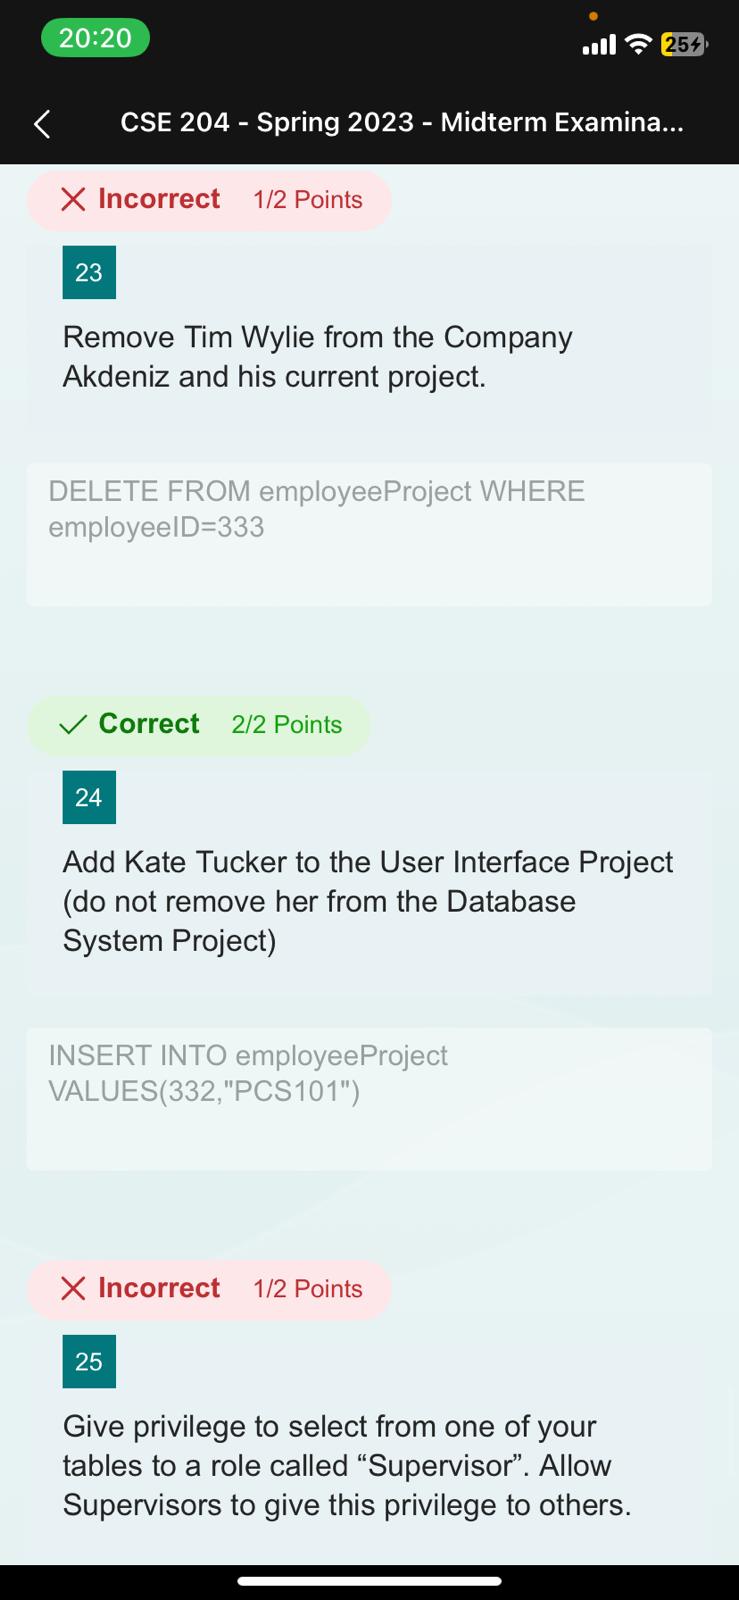 20:20
25
CSE 204 - Spring 2023 - Midterm Examina...
Incorrect 1/2 Points
23
Remove Tim Wylie from the Company
Akdeniz and his current project.
DELETE FROM employeeProject WHERE
employeeID=333
Correct 2/2 Points
24
Add Kate Tucker to the User Interface Project
(do not remove her from the Database
System Project)
INSERT INTO employeeProject
VALUES(332,"PCS101")
Incorrect 1/2 Points
25
Give privilege to select from one of your
tables to a role called “Supervisor”. Allow
Supervisors to give this privilege to others.